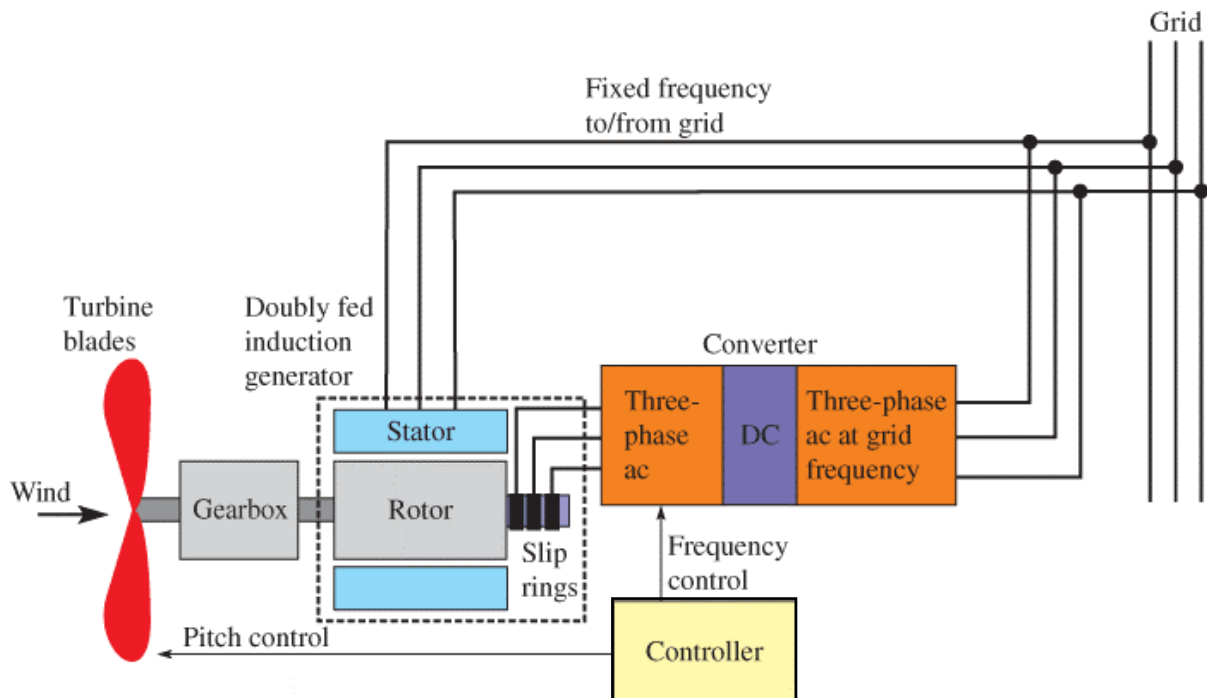 Grid
Fixed frequency
to/from grid
Turbine
blades
Doubly fed
induction
generator
Converter
Stator
Three-
phase
ac
DC
Three-phase
ac at grid
frequency
Wind
Gearbox
Rotor
Slip
rings
Frequency
control
Pitch control
Controller